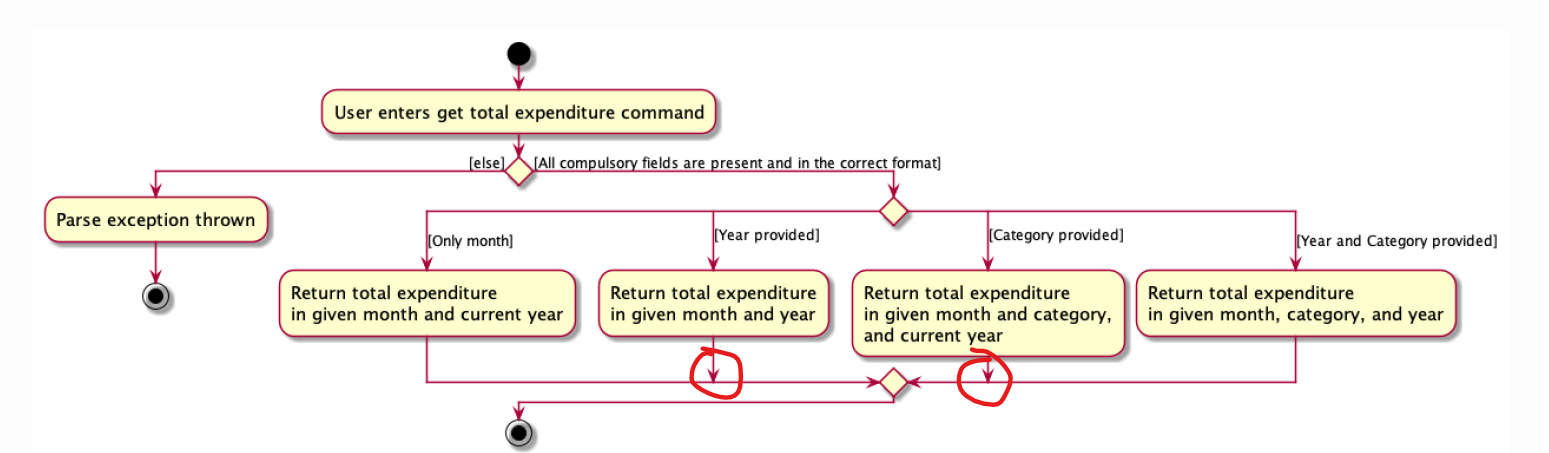 User enters get total expenditure command
[else]
[All compulsory fields are present and in the correct format]
Parse exception thrown
[Only month]
[Year provided]
[Category provided]
[Year and Category provided]
Return total expenditure
in given month and current year
Return total expenditure
in given month and year
Return total expenditure
in given month and category,
and current year
Return total expenditure
in given month, category, and year